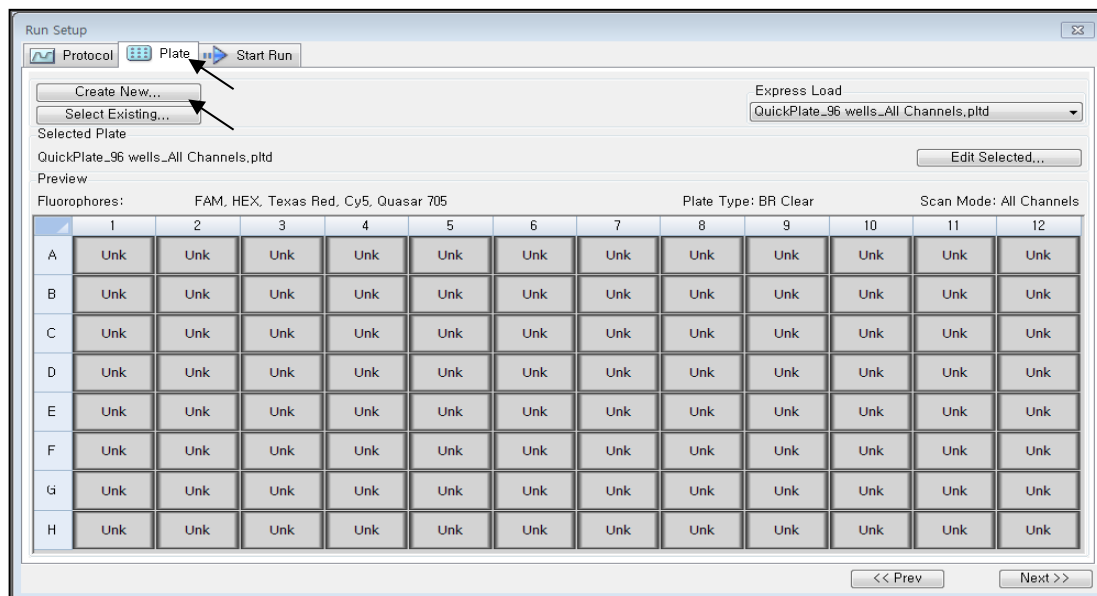 Run Setup
Protocol Plate Start Run
Create New...
Select Existing...
Express Load
QuickPlate_96 wells_All Channels.pltd
Selected Plate
QuickPlate_96 wells_All Channels.pltd Edit Selected...
Preview
Fluorophores: FAM, HEX, Texas Red, Cy5, Quasar 705 Plate Type: BR Clear Scan Mode: All Channels
1 2 3 4 5 6 7 8 9 10 11 12
A Unk Unk Unk Unk Unk Unk Unk Unk Unk Unk Unk Unk
B Unk Unk Unk Unk Unk Unk Unk Unk Unk Unk Unk Unk
C Unk Unk Unk Unk Unk Unk Unk Unk Unk Unk Unk Unk
D Unk Unk Unk Unk Unk Unk Unk Unk Unk Unk Unk Unk
E Unk Unk Unk Unk Unk Unk Unk Unk Unk Unk Unk Unk
F Unk Unk Unk Unk Unk Unk Unk Unk Unk Unk Unk Unk
G Unk Unk Unk Unk Unk Unk Unk Unk Unk Unk Unk Unk
H Unk Unk Unk Unk Unk Unk Unk Unk Unk Unk Unk Unk
<< Prev Next >>